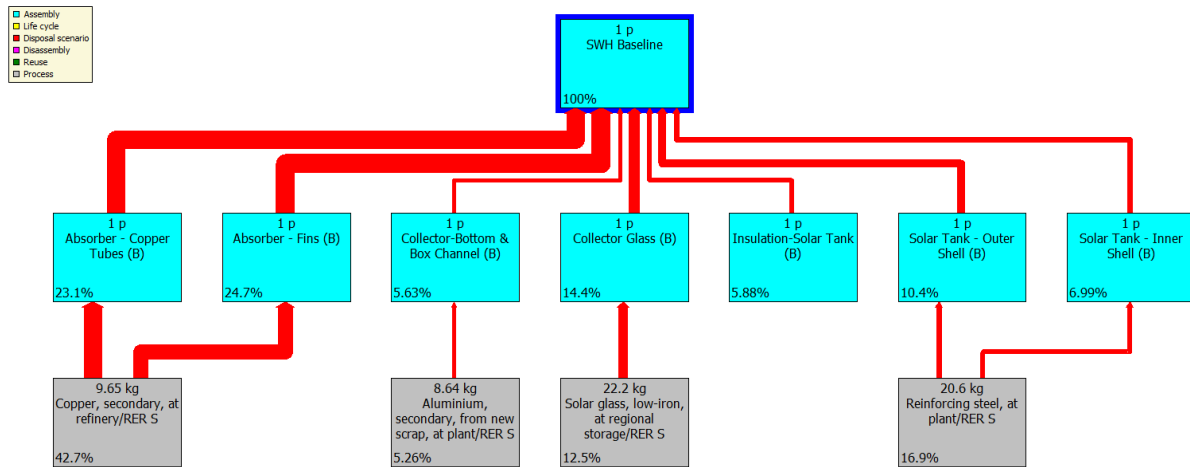 Assembly
Life cycle
Disposal scenario
Disassembly
Reuse
Process
1 p
SWH Baseline
100%
1 p
Absorber - Copper
Tubes (B)
23.1%
1 p
Absorber - Fins (B)
24.7%
1 p
Collector-Bottom &
Box Channel (B)
5.63%
1 p
Collector Glass (B)
14.4%
1 p
Insulation-Solar Tank
(B)
5.88%
1 p
Solar Tank - Outer
Shell (B)
10.4%
1 p
Solar Tank - Inner
Shell (B)
6.99%
9.65 kg
Copper, secondary, at
refinery/RER S
42.7%
8.64 kg
Aluminium,
secondary, from new
scrap, at plant/RER S
5.26%
22.2 kg
Solar glass, low-iron,
at regional
storage/RER S
12.5%
20.6 kg
Reinforcing steel, at
plant/RER S
16.9%